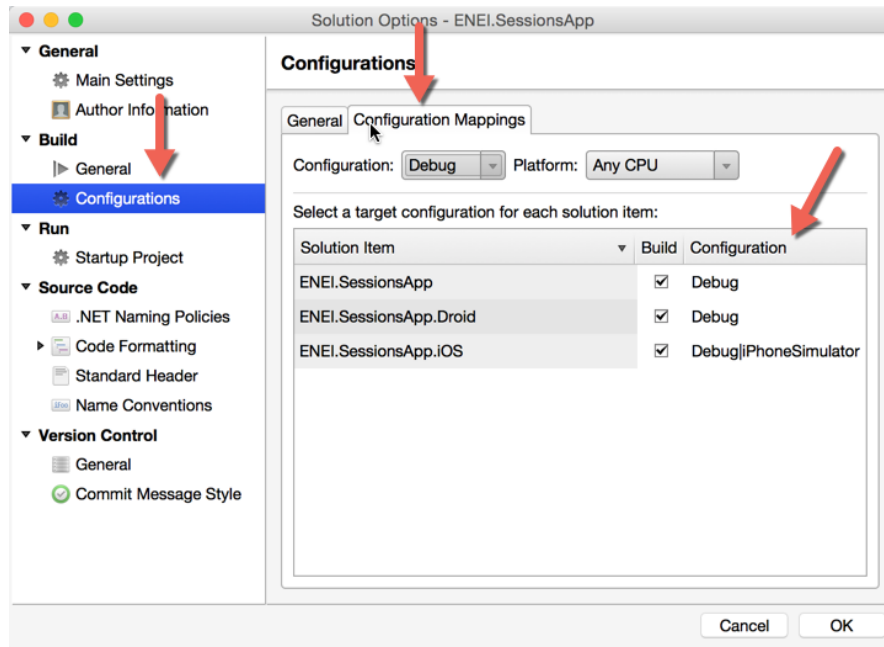 Solution Options - ENEI.SessionsApp
General
Main Settings
Author Information
Build
General
Configurations
Run
Startup Project
Source Code
.NET Naming Policies
Code Formatting
Standard Header
Name Conventions
Version Control
General
Commit Message Style
Configurations
General Configuration Mappings
Configuration: Debug Platform: Any CPU
Select a target configuration for each solution item:
Solution Item Build Configuration
ENEI.SessionsApp Debug
ENEI.SessionsApp.Droid Debug
ENEI.SessionsApp.iOS Debug|iPhoneSimulator
Cancel OK